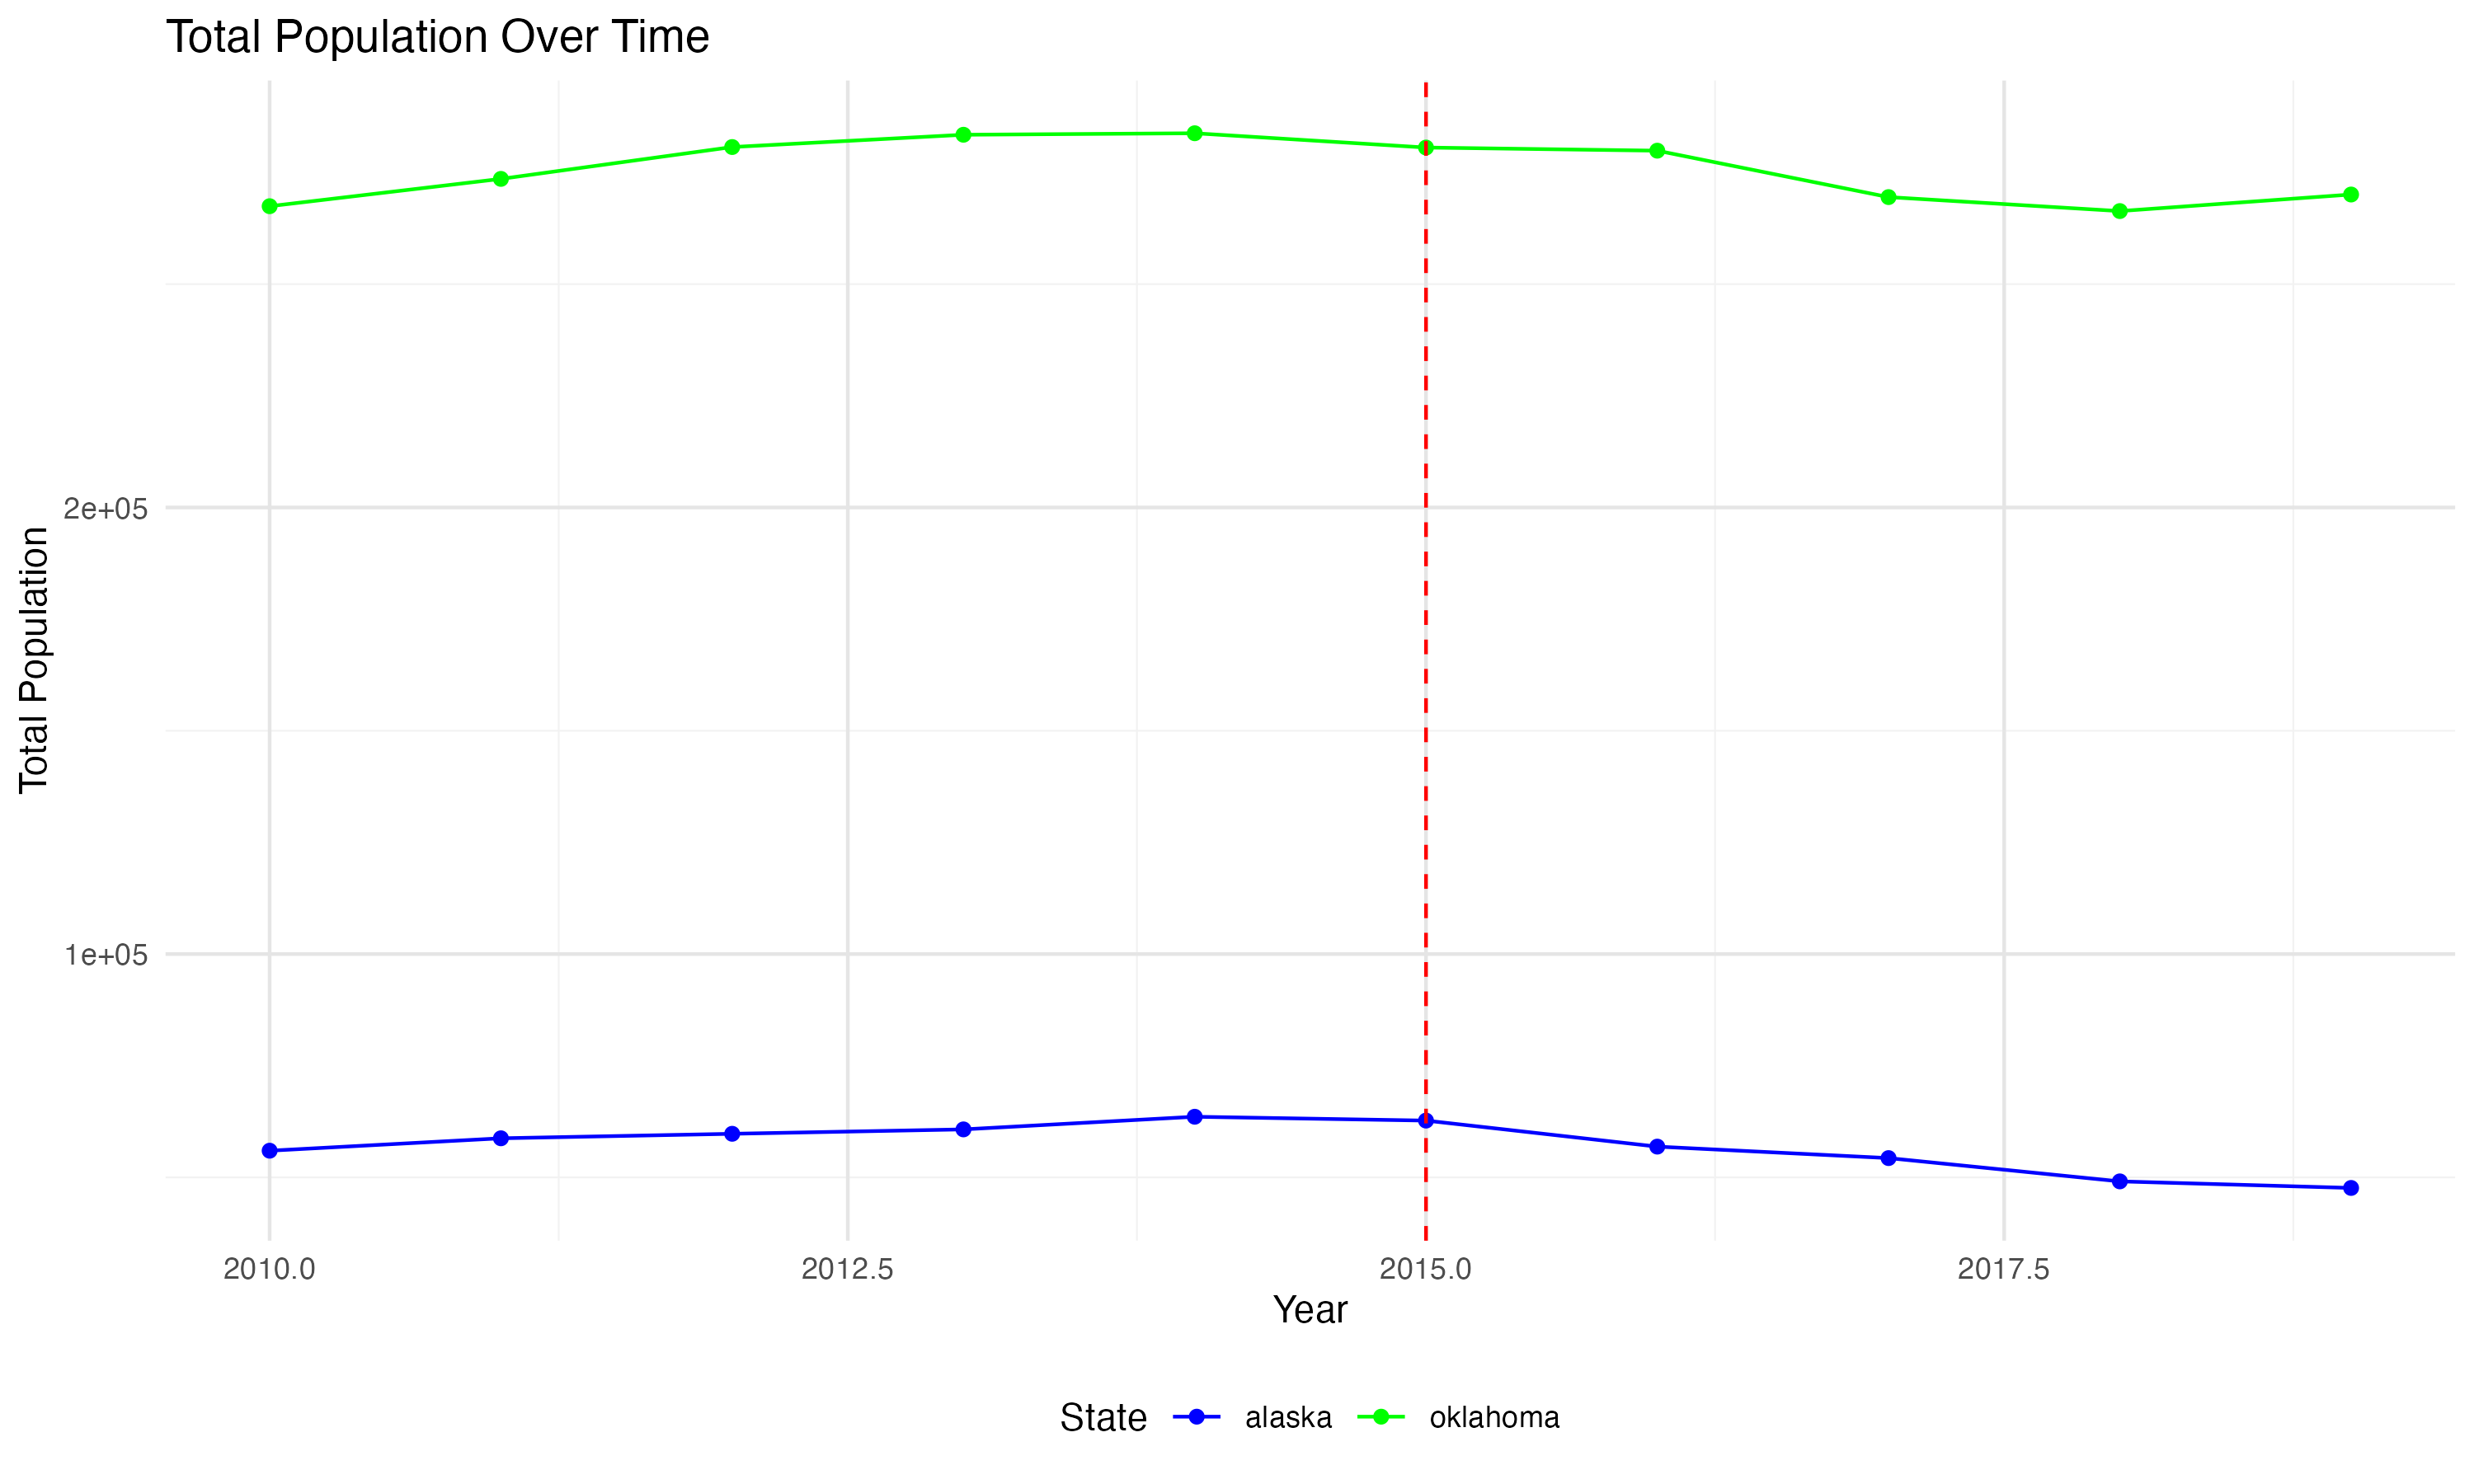 Total Population Over Time
Total Population
2e+05
1e+05
2010.0 2012.5 2015.0 2017.5
Year
State alaska oklahoma